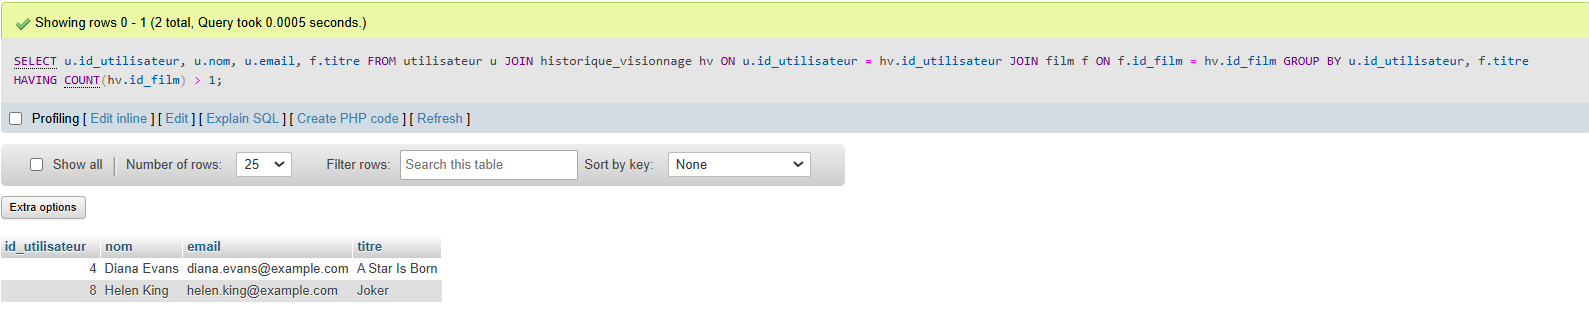 Showing rows 0 - 1 (2 total, Query took 0.0005 seconds.)
SELECT u.id_utilisateur, u.nom, u.email, f.titre FROM utilisateur u JOIN historique_visionnage hv ON u.id_utilisateur = hv.id_utilisateur JOIN film f ON f.id_film = hv.id_film GROUP BY u.id_utilisateur, f.titre
HAVING COUNT(hv.id_film) > 1;
Profiling [ Edit inline ] [ Edit ] [ Explain SQL ] [ Create PHP code ] [ Refresh ]
Show all Number of rows: 25 Filter rows: Search this table Sort by key: None
Extra options
id_utilisateur nom email titre
4 Diana Evans diana.evans@example.com A Star Is Born
8 Helen King helen.king@example.com Joker